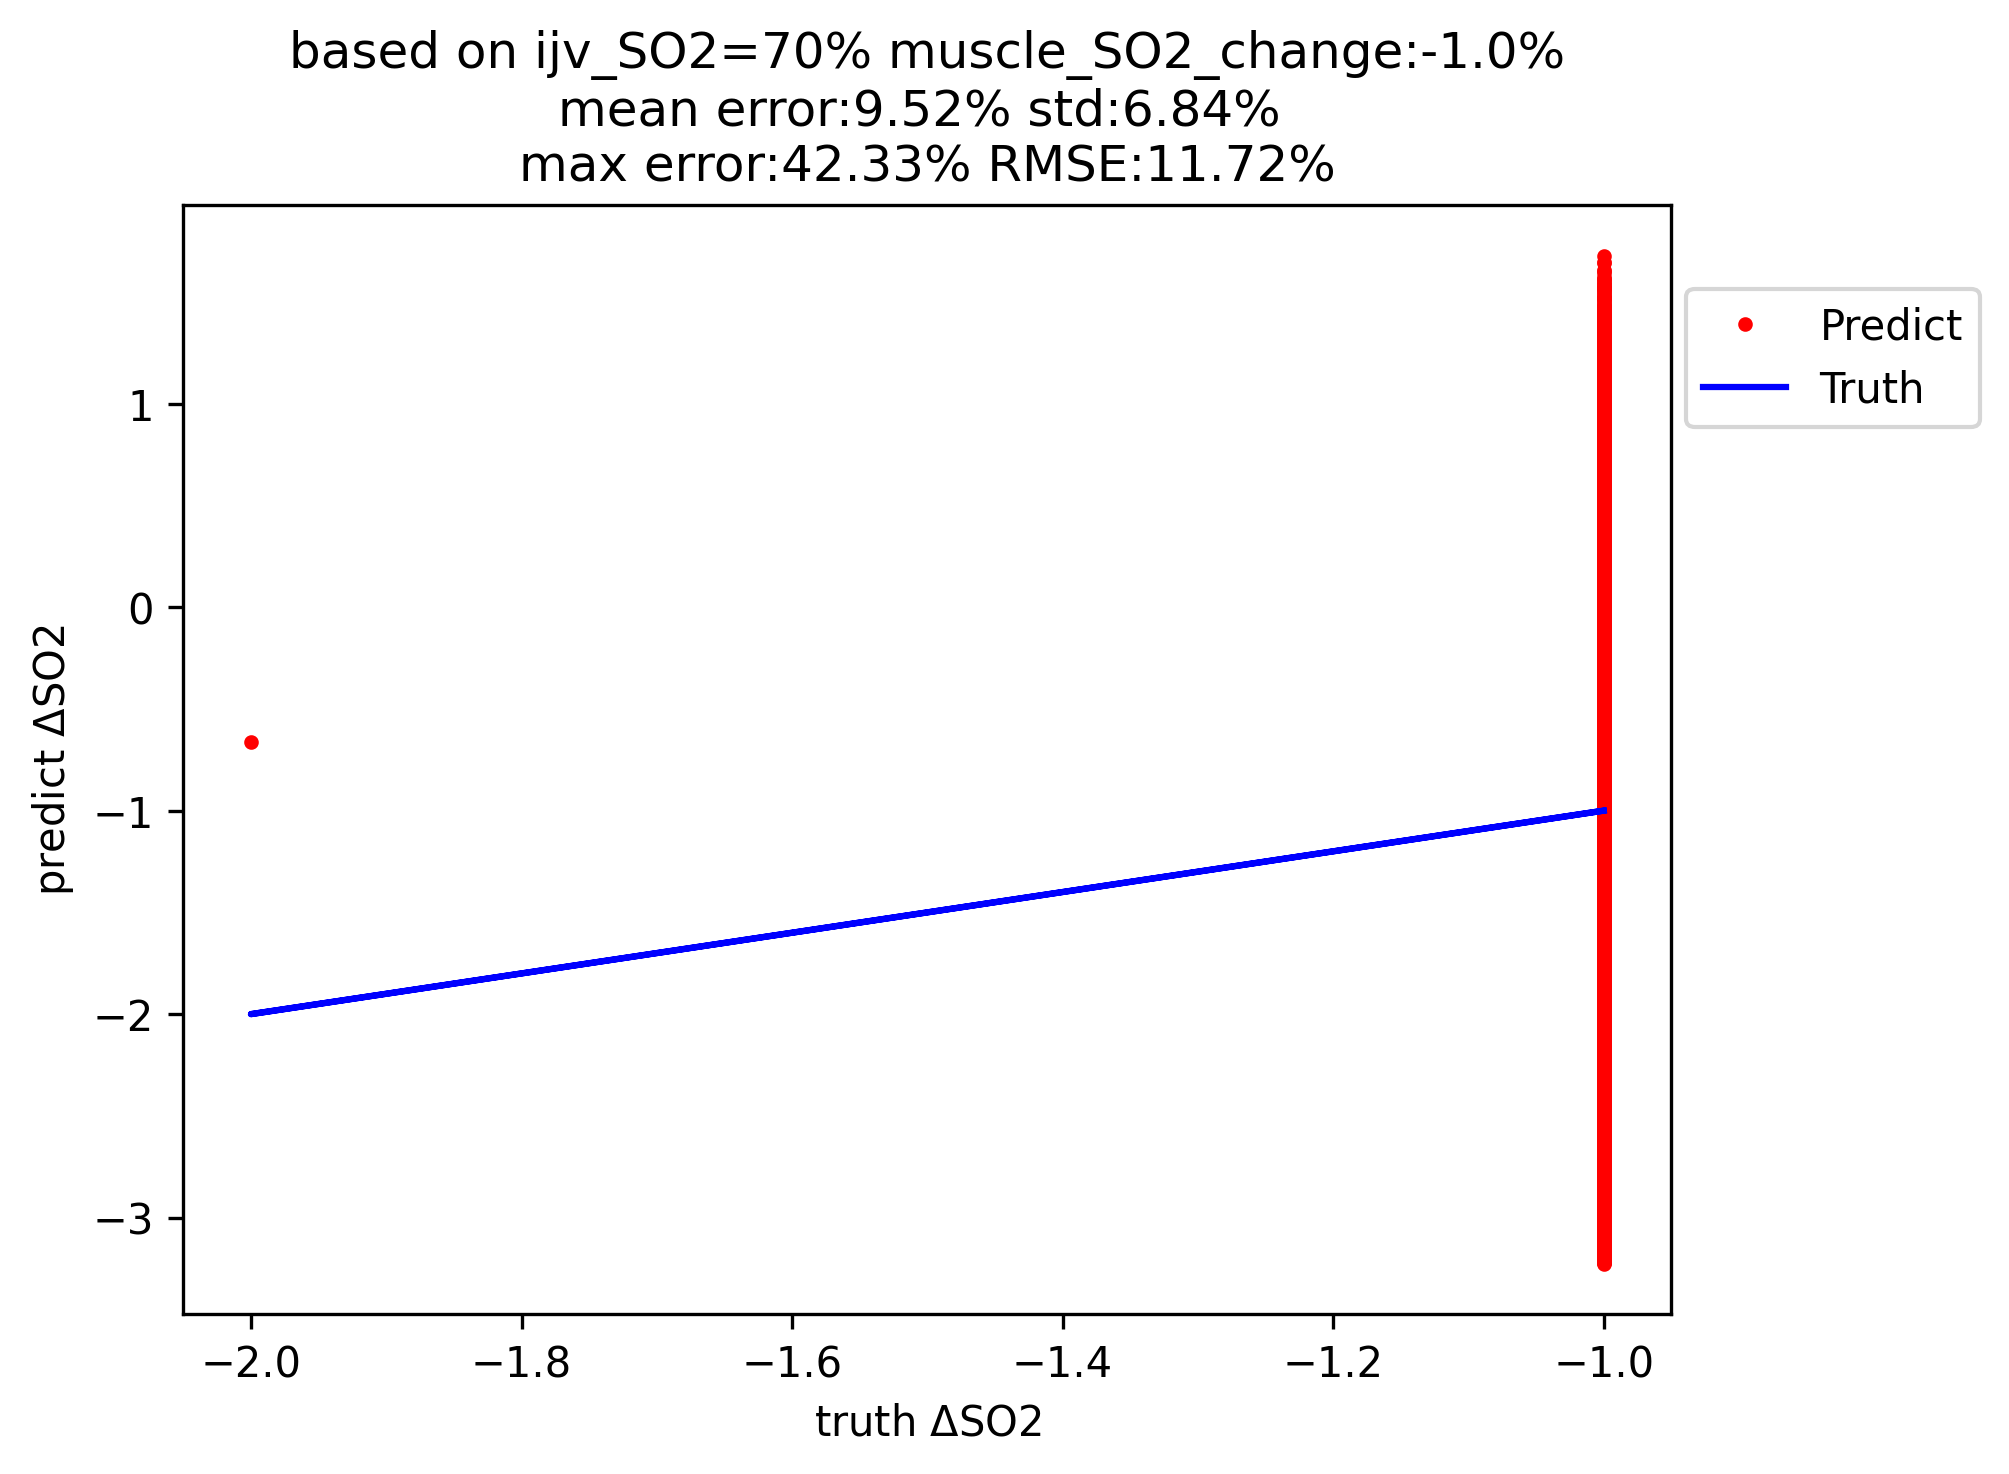 based on ijv_SO2=70% muscle_SO2_change:-1.0%
mean error:9.52% std:6.84%
max error:42.33% RMSE:11.72%
Predict
Truth
1
0
−1
−2
−3
predict ΔSO2
−2.0
−1.8
−1.6
−1.4
−1.2
−1.0
truth ΔSO2